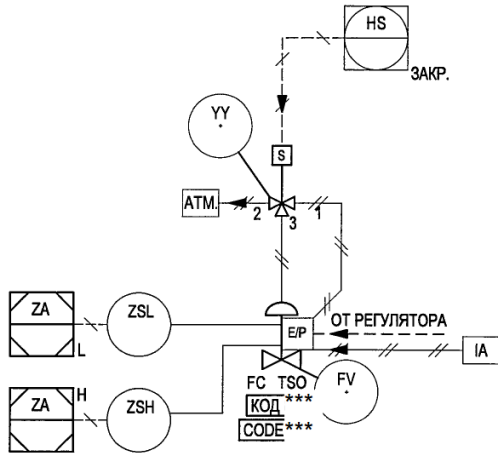 HS
ЗАКР.
YY
S
АТМ.
2
1
3
ZA
L
ZSL
E/P
ОТ РЕГУЛЯТОРА
IA
ZA
H
ZSH
FC TSO
FV
КОД ***
CODE ***